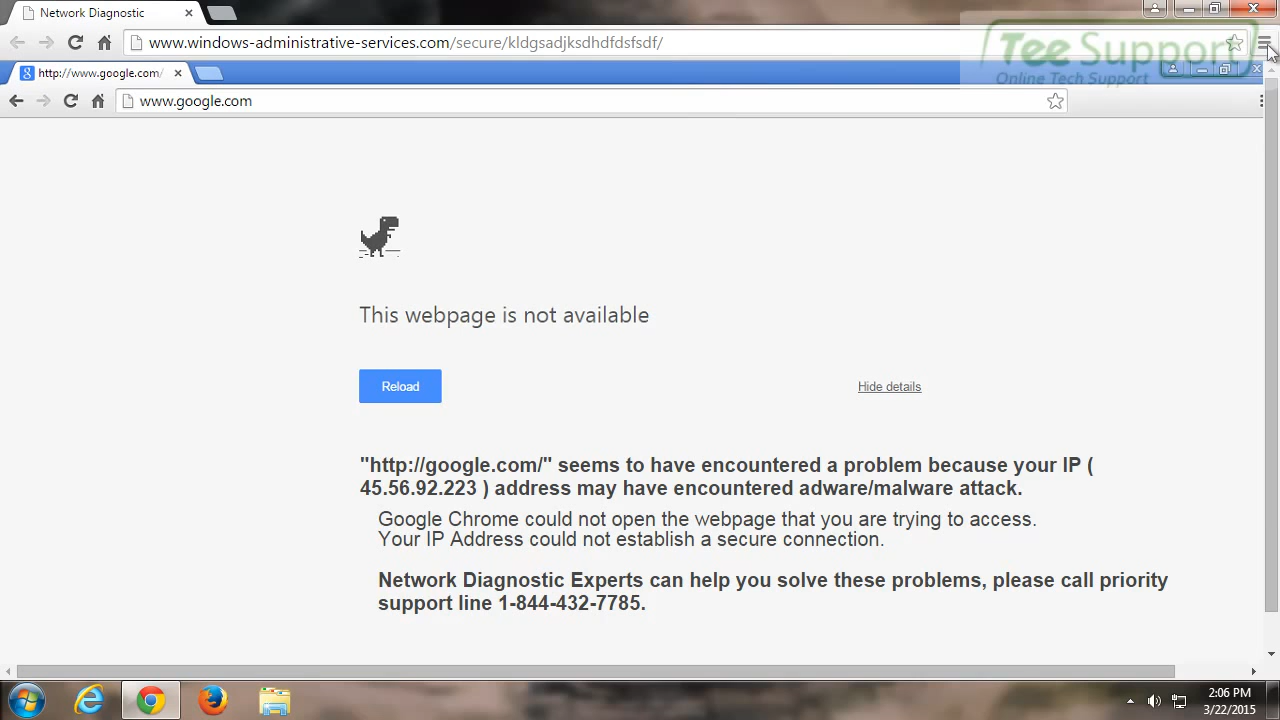 Network Diagnostic
www.windows-administrative-services.com/secure/kldgsadjksdhdfdsfsdf/
Tee Support
Online Tech Support
http://www.google.com/
www.google.com
This webpage is not available
Reload
Hide details
"http://google.com/" seems to have encountered a problem because your IP (
45.56.92.223 ) address may have encountered adware/malware attack.
Google Chrome could not open the webpage that you are trying to access.
Your IP Address could not establish a secure connection.
Network Diagnostic Experts can help you solve these problems, please call priority
support line 1-844-432-7785.
2:06 PM
3/22/2015